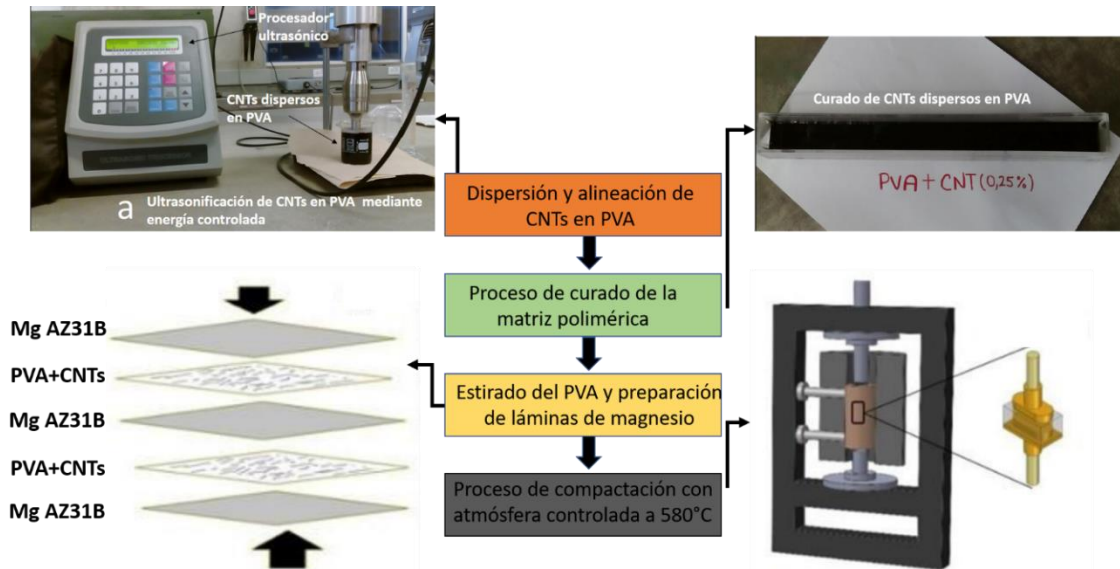 Procesador
ultrasónico
CNTs dispersos
en PVA
a Ultrasonificación de CNTs en PVA mediante
energía controlada
Curado de CNTs dispersos en PVA
PVA + CNT (0,25%)
Dispersión y alineación de
CNTs en PVA
Proceso de curado de la
matriz polimérica
Estirado del PVA y preparación
de láminas de magnesio
Proceso de compactación con
atmósfera controlada a 580°C
Mg AZ31B
PVA+CNTs
Mg AZ31B
PVA+CNTs
Mg AZ31B